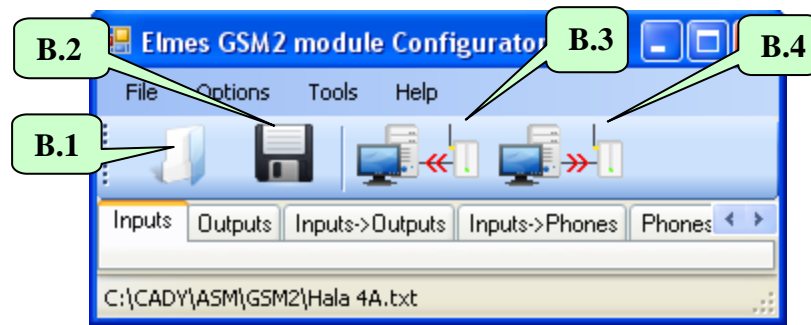 B.2
Elmes GSM2 module Configurator
B.3
B.4
File Options Tools Help
B.1
Inputs Outputs Inputs->Outputs Inputs->Phones Phones
C:\CADY\ASM\GSM2\Hala 4A.txt